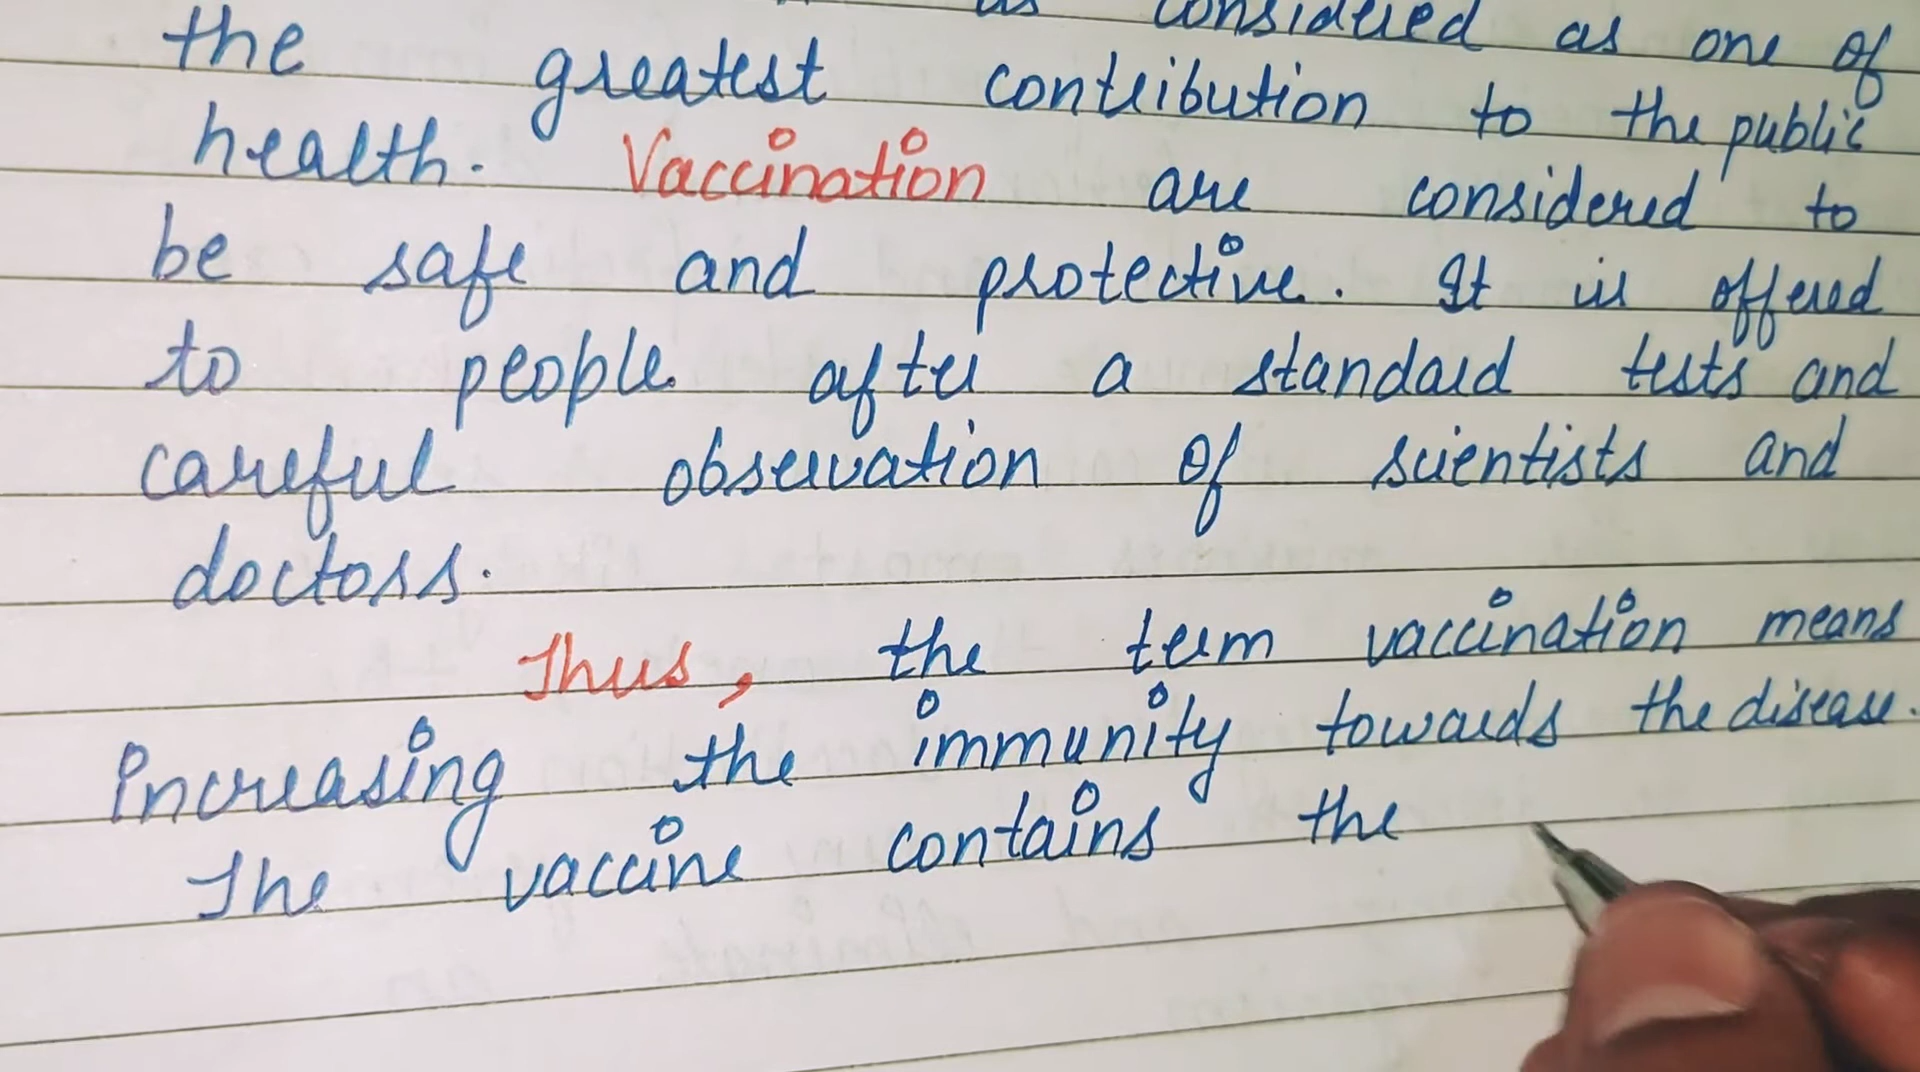 is considered as one of
the greatest contribution to the public
health. Vaccination are considered to
be safe and protective. It is offered
to people after a standard tests and
careful observation of scientists and
doctors.
Thus, the term vaccination means
Increasing the immunity towards the disease.
The vaccine contains the